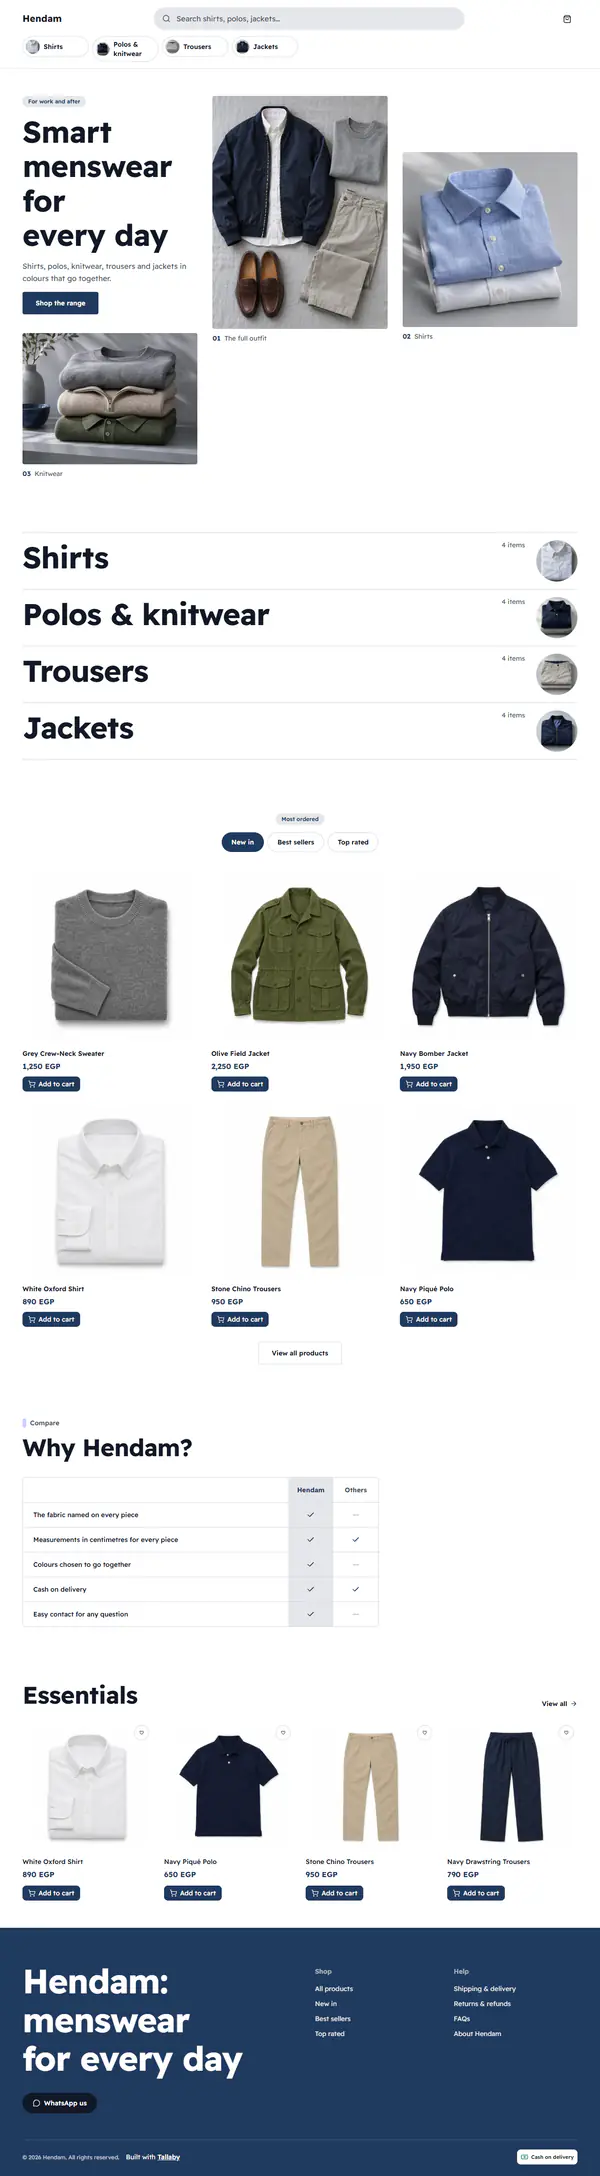 Hendam
Search shirts, polos, jackets...
Shirts
Polos &
knitwear
Trousers
Jackets
For work and after
Smart
menswear
for
every day
Shirts, polos, knitwear, trousers and jackets in
colours that go together.
Shop the range
01 The full outfit
02 Shirts
03 Knitwear
Shirts
4 items
Polos & knitwear
4 items
Trousers
4 items
Jackets
4 items
Most ordered
New in
Best sellers
Top rated
Grey Crew-Neck Sweater
1,250 EGP
Add to cart
Olive Field Jacket
2,250 EGP
Add to cart
Navy Bomber Jacket
1,950 EGP
Add to cart
White Oxford Shirt
890 EGP
Add to cart
Stone Chino Trousers
950 EGP
Add to cart
Navy Piqué Polo
650 EGP
Add to cart
View all products
Compare
Why Hendam?
Hendam
Others
The fabric named on every piece
Measurements in centimetres for every piece
Colours chosen to go together
Cash on delivery
Easy contact for any question
Essentials
View all
White Oxford Shirt
890 EGP
Add to cart
Navy Piqué Polo
650 EGP
Add to cart
Stone Chino Trousers
950 EGP
Add to cart
Navy Drawstring Trousers
790 EGP
Add to cart
Hendam:
menswear
for every day
WhatsApp us
Shop
All products
New in
Best sellers
Top rated
Help
Shipping & delivery
Returns & refunds
FAQs
About Hendam
© 2026 Hendam, All rights reserved.
Built with Tallaby
Cash on delivery